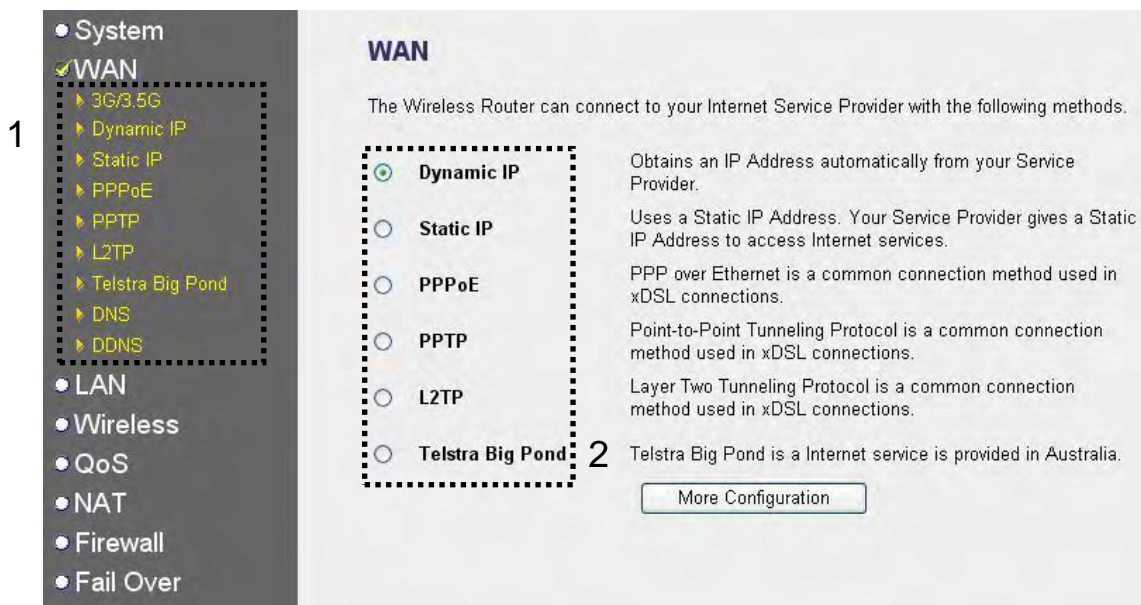 System
WAN
1
3G/3.5G
Dynamic IP
Static IP
PPPoE
PPTP
L2TP
Telstra Big Pond
DNS
DDNS
LAN
Wireless
QoS
NAT
Firewall
Fail Over
WAN
The Wireless Router can connect to your Internet Service Provider with the following methods.
Dynamic IP
Obtains an IP Address automatically from your Service
Provider.
Static IP
Uses a Static IP Address. Your Service Provider gives a Static
IP Address to access Internet services.
PPPoE
PPP over Ethernet is a common connection method used in
xDSL connections.
PPTP
Point-to-Point Tunneling Protocol is a common connection
method used in xDSL connections.
L2TP
Layer Two Tunneling Protocol is a common connection
method used in xDSL connections.
Telstra Big Pond
2
Telstra Big Pond is a Internet service is provided in Australia.
More Configuration